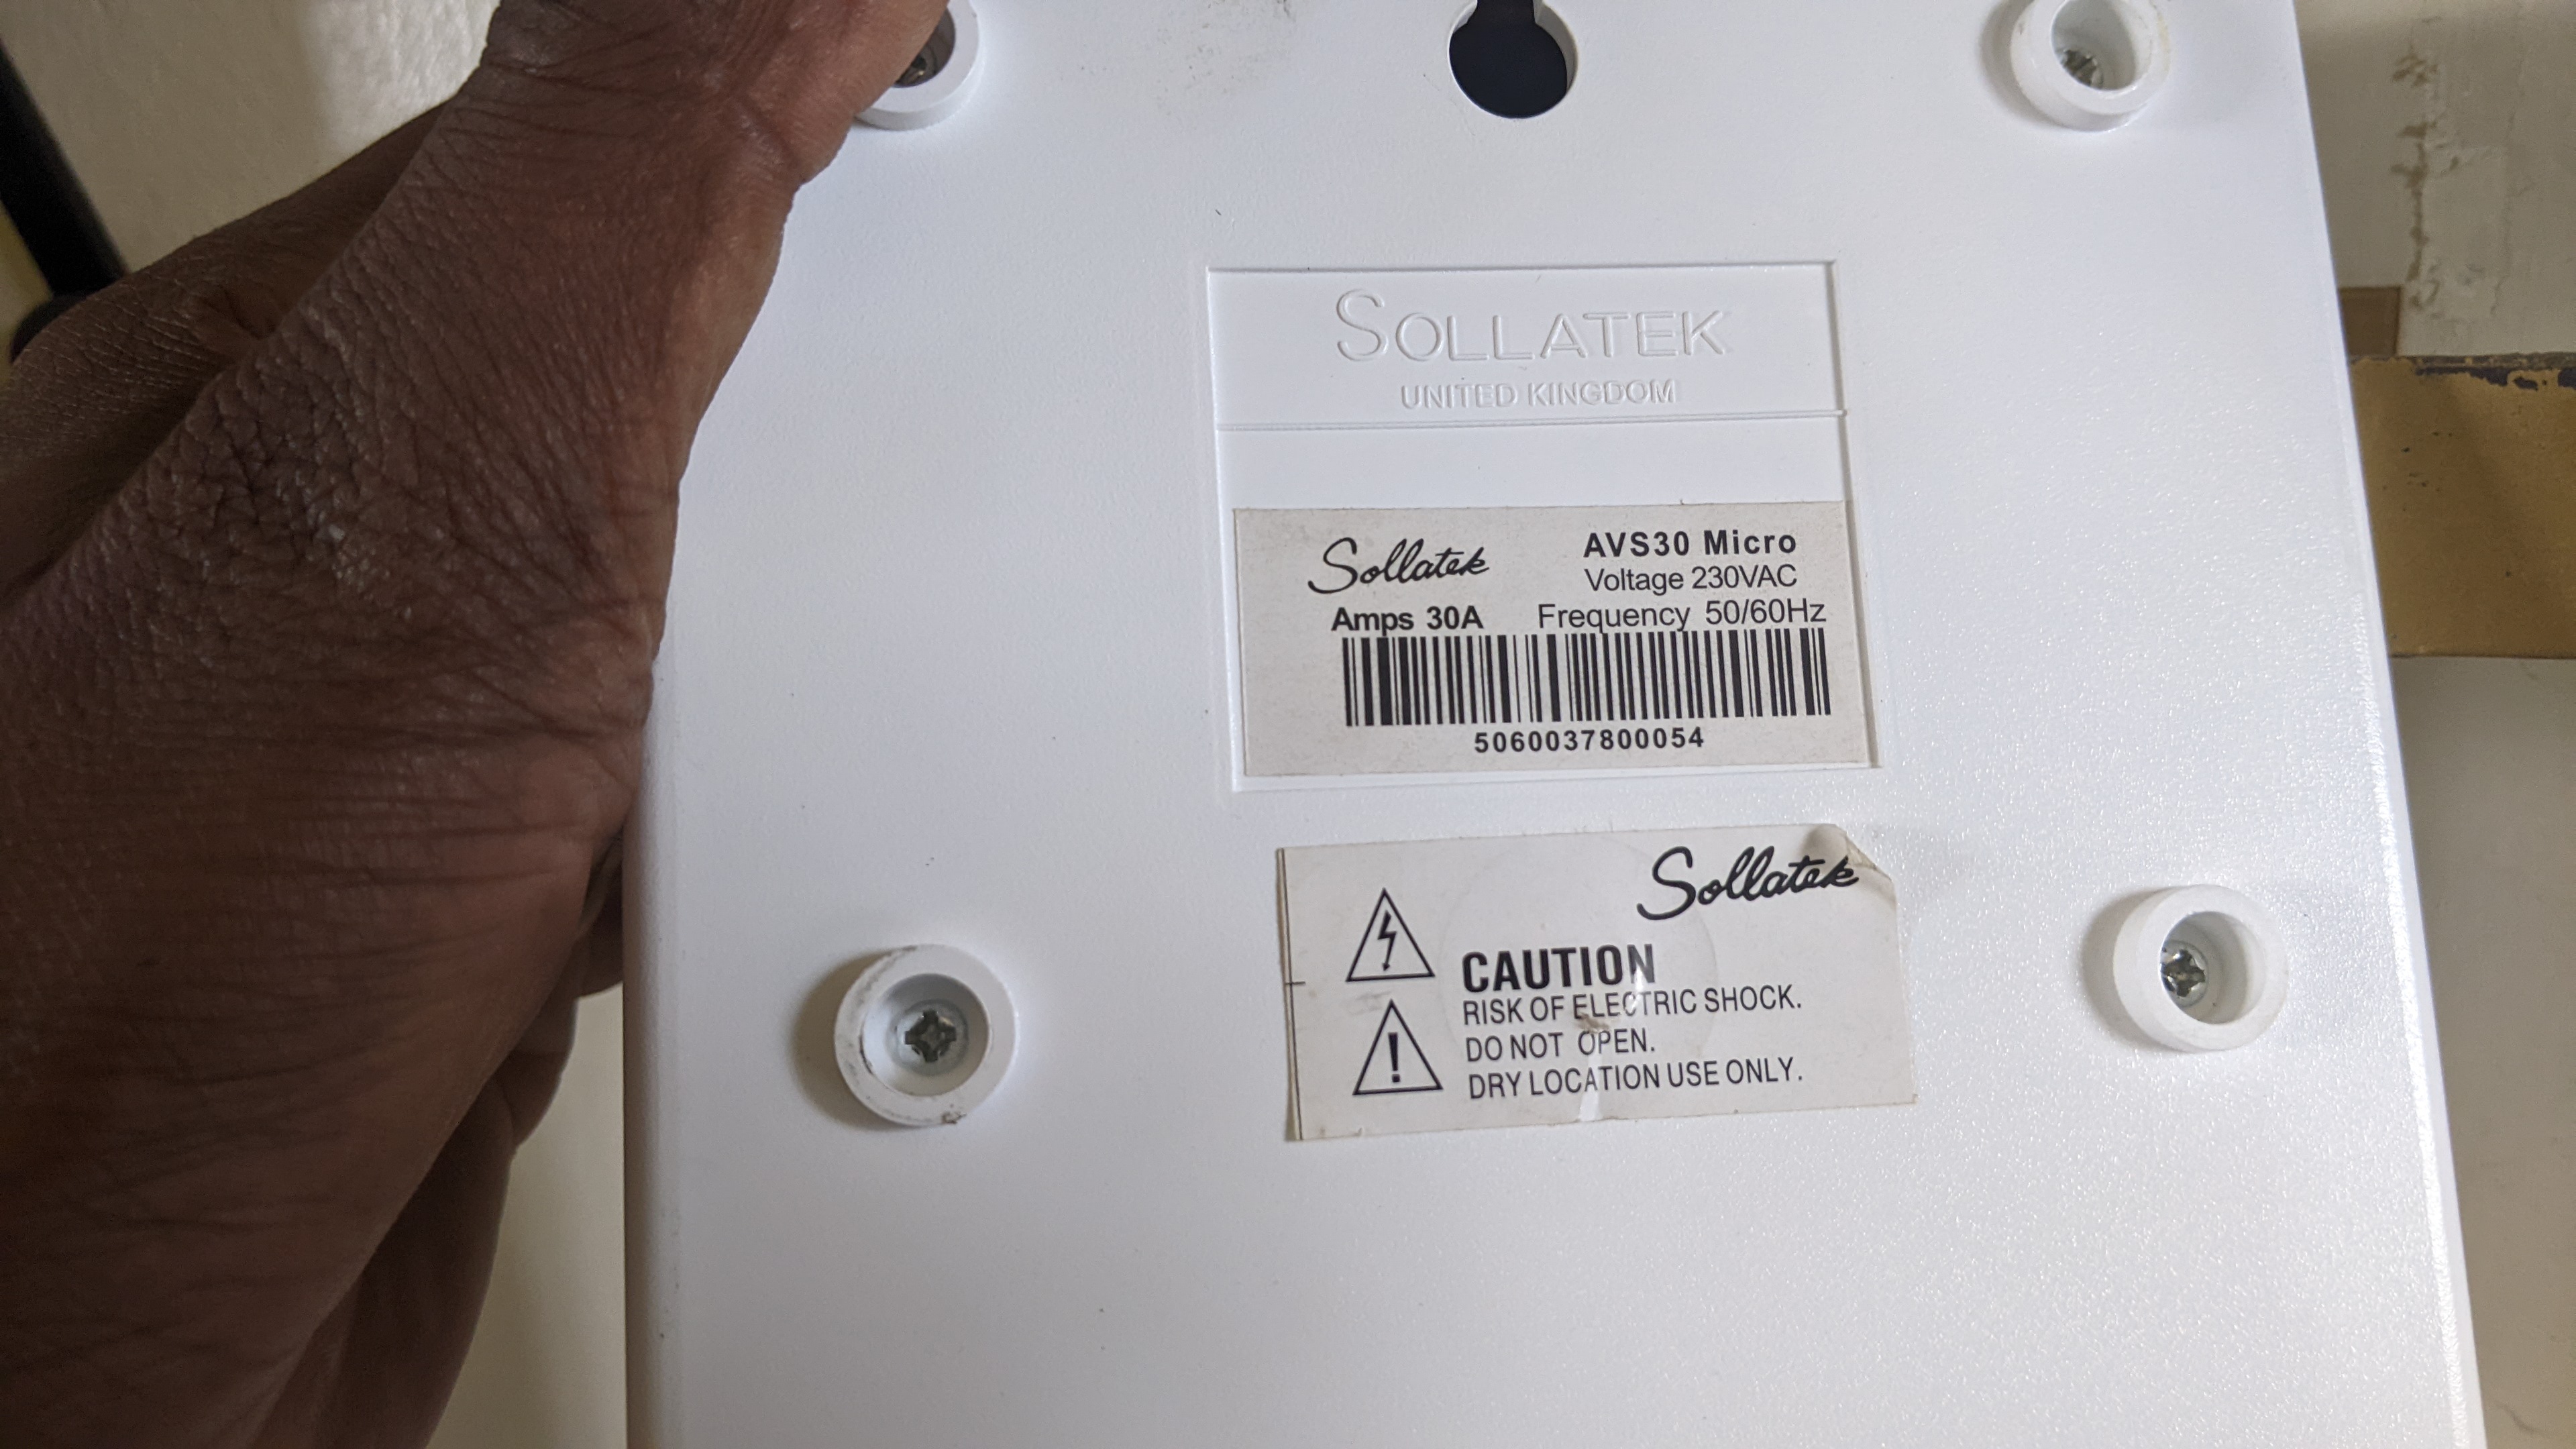 SOLLATEK
UNITED KINGDOM
Sollatek AVS30 Micro
Voltage 230VAC
Amps 30A Frequency 50/60Hz
5060037800054
Sollatek
CAUTION
RISK OF ELECTRIC SHOCK.
DO NOT OPEN.
DRY LOCATION USE ONLY.